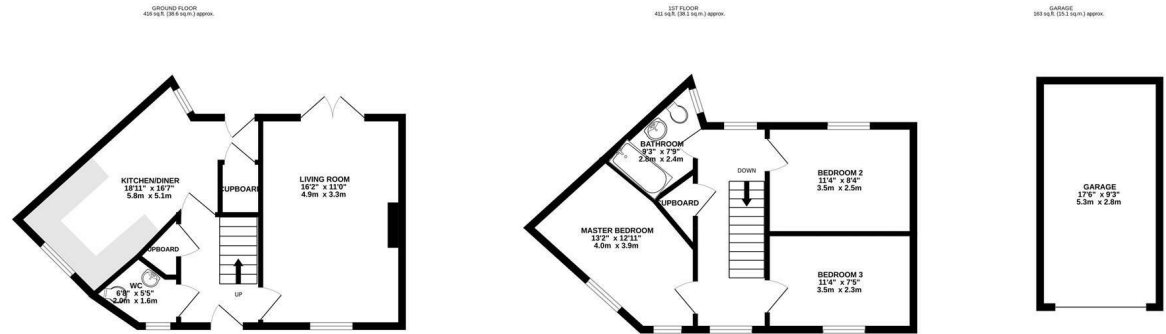 GROUND FLOOR
416 sq.ft. (38.6 sq.m.) approx.
KITCHEN/DINER
18'11" x 16'7"
5.8m x 5.1m
CUPBOARD
LIVING ROOM
16'2" x 11'0"
4.9m x 3.3m
CUPBOARD
WC
6'8" x 5'5"
2.0m x 1.6m
UP
1ST FLOOR
411 sq.ft. (38.1 sq.m.) approx.
BATHROOM
9'3" x 7'9"
2.8m x 2.4m
DOWN
BEDROOM 2
11'4" x 8'4"
3.5m x 2.5m
CUPBOARD
MASTER BEDROOM
13'2" x 12'11"
4.0m x 3.9m
BEDROOM 3
11'4" x 7'5"
3.5m x 2.3m
GARAGE
163 sq.ft. (15.1 sq.m.) approx.
GARAGE
17'6" x 9'3"
5.3m x 2.8m